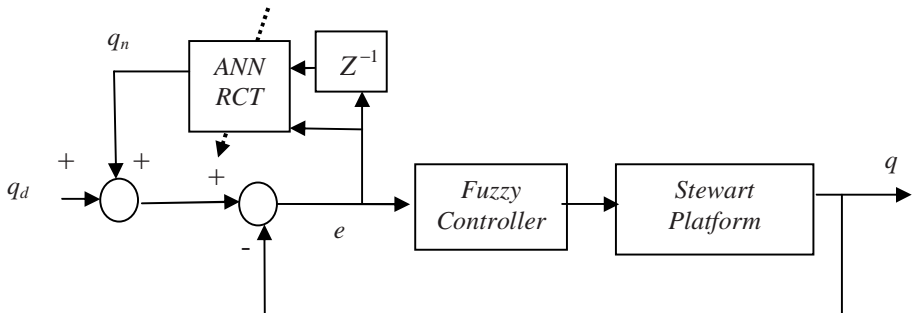 q_n
ANN
RCT
Z^{-1}
+
+
+
q_d
q
Fuzzy
Controller
Stewart
Platform
e
-